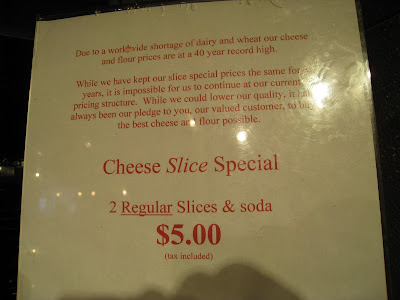 Due to a worldwide shortage of dairy and wheat our cheese
and flour prices are at a 40 year record high.
While we have kept our slice special prices the same for
years, it is impossible for us to continue at our current
pricing structure. While we could lower our quality, it has
always been our pledge to you, our valued customer, to buy
the best cheese and flour possible.
Cheese Slice Special
2 Regular Slices & soda
$5.00
(tax included)